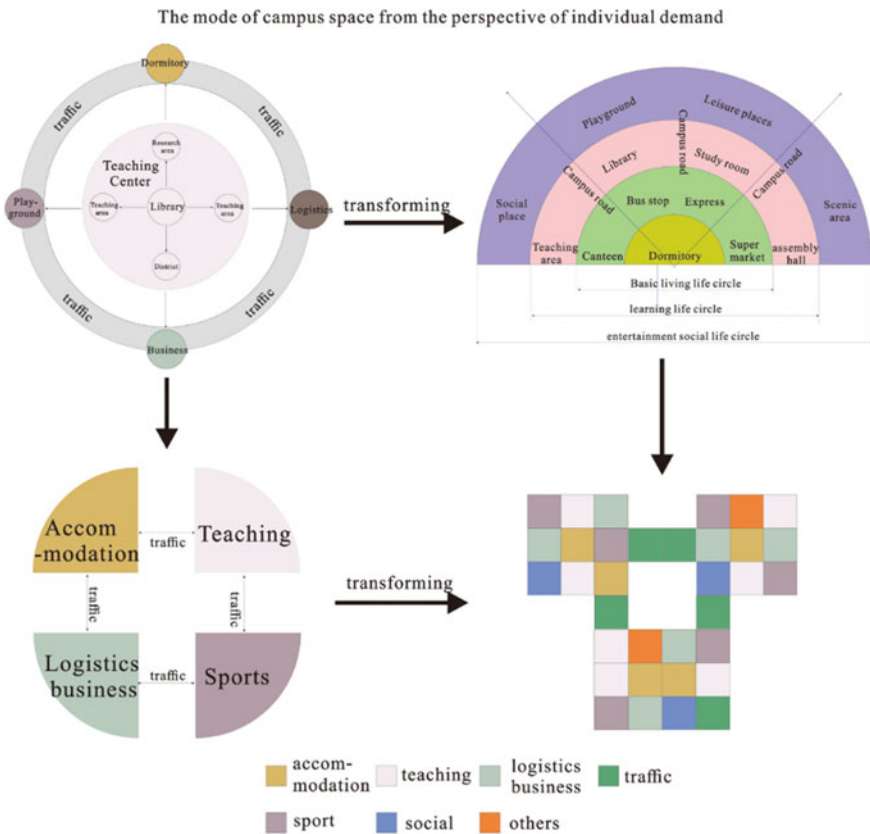 The mode of campus space from the perspective of individual demand
Dormitory
traffic
traffic
Research
area
Teaching
Center
Play-
ground
Teaching
area
Library
Teaching
area
Logistics
District
traffic
traffic
Business
transforming
Playground
Leisure places
Campus road
Library
Study room
Campus road
Campus road
Social
place
Bus stop
Express
Scenic
area
Teaching
area
Canteen
Dormitory
Super
market
assembly
hall
Basic living life circle
learning life circle
entertainment social life circle
Accom
-modation
traffic
Teaching
traffic
traffic
Logistics
business
traffic
Sports
transforming
accom-
modation
teaching
logistics
business
traffic
sport
social
others